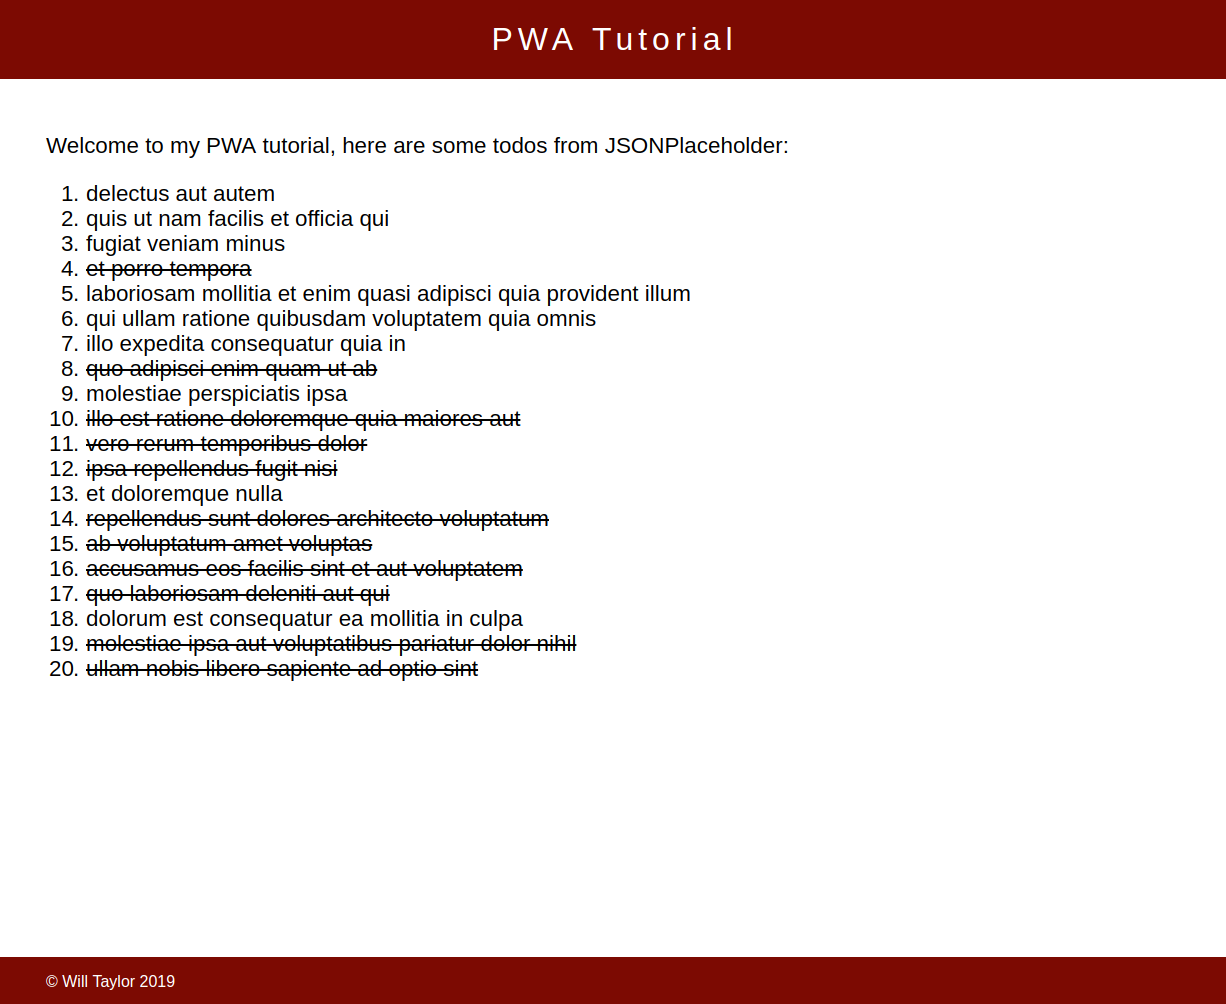 PWA Tutorial
Welcome to my PWA tutorial, here are some todos from JSONPlaceholder:
1. delectus aut autem
2. quis ut nam facilis et officia qui
3. fugiat veniam minus
4. et porro tempora
5. laboriosam mollitia et enim quasi adipisci quia provident illum
6. qui ullam ratione quibusdam voluptatem quia omnis
7. illo expedita consequatur quia in
8. quo adipisci enim quam ut ab
9. molestiae perspiciatis ipsa
10. illo est ratione doloremque quia maiores aut
11. vero rerum temporibus dolor
12. ipsa repellendus fugit nisi
13. et doloremque nulla
14. repellendus sunt dolores architecto voluptatum
15. ab voluptatum amet voluptas
16. accusamus eos facilis sint et aut voluptatem
17. quo laboriosam deleniti aut qui
18. dolorum est consequatur ea mollitia in culpa
19. molestiae ipsa aut voluptatibus pariatur dolor nihil
20. ullam nobis libero sapiente ad optio sint
© Will Taylor 2019